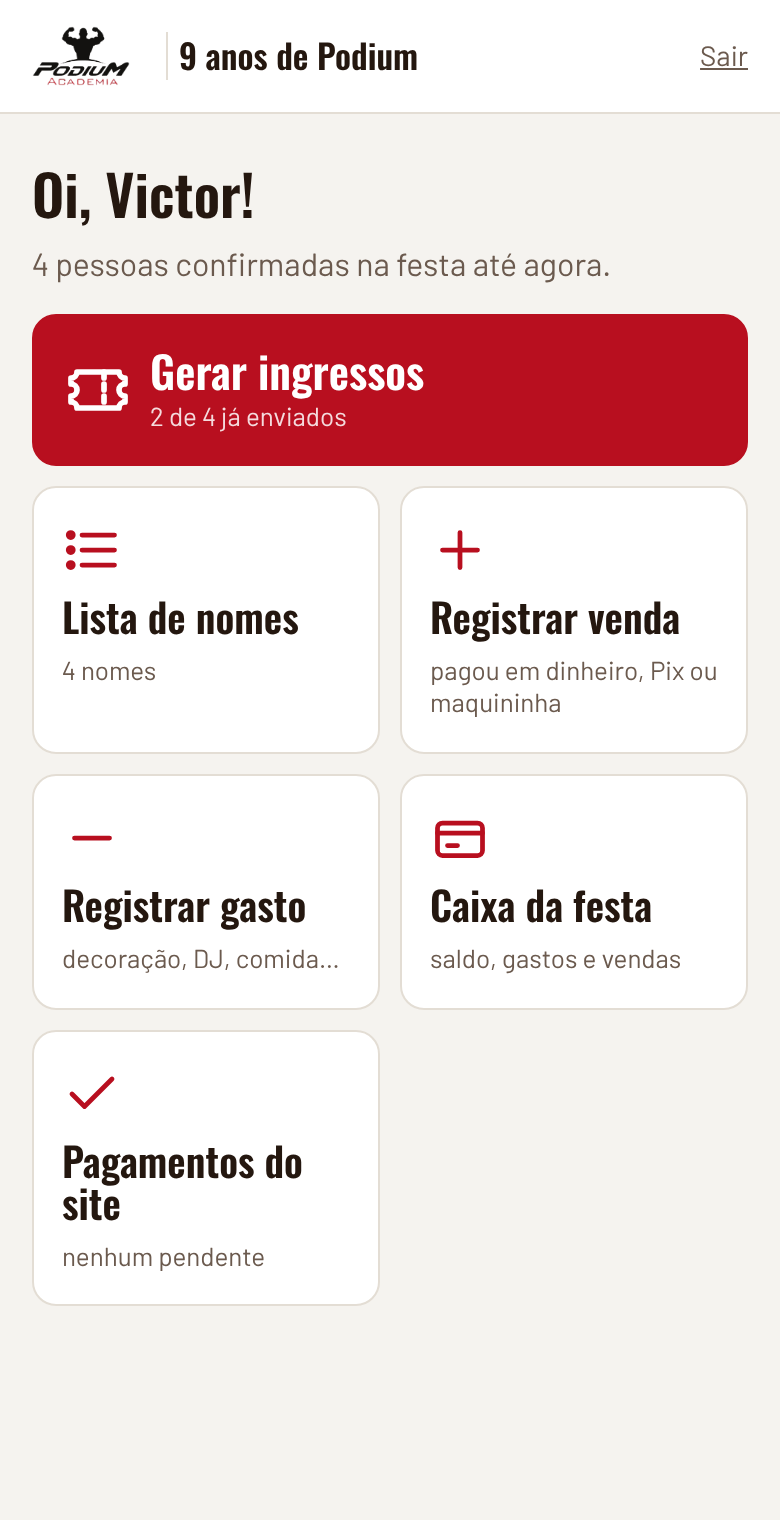 PODIUM
ACADEMIA
9 anos de Podium
Sair
Oi, Victor!
4 pessoas confirmadas na festa até agora.
Gerar ingressos
2 de 4 já enviados
Lista de nomes
4 nomes
Registrar venda
pagou em dinheiro, Pix ou
maquininha
Registrar gasto
decoração, DJ, comida...
Caixa da festa
saldo, gastos e vendas
Pagamentos do
site
nenhum pendente